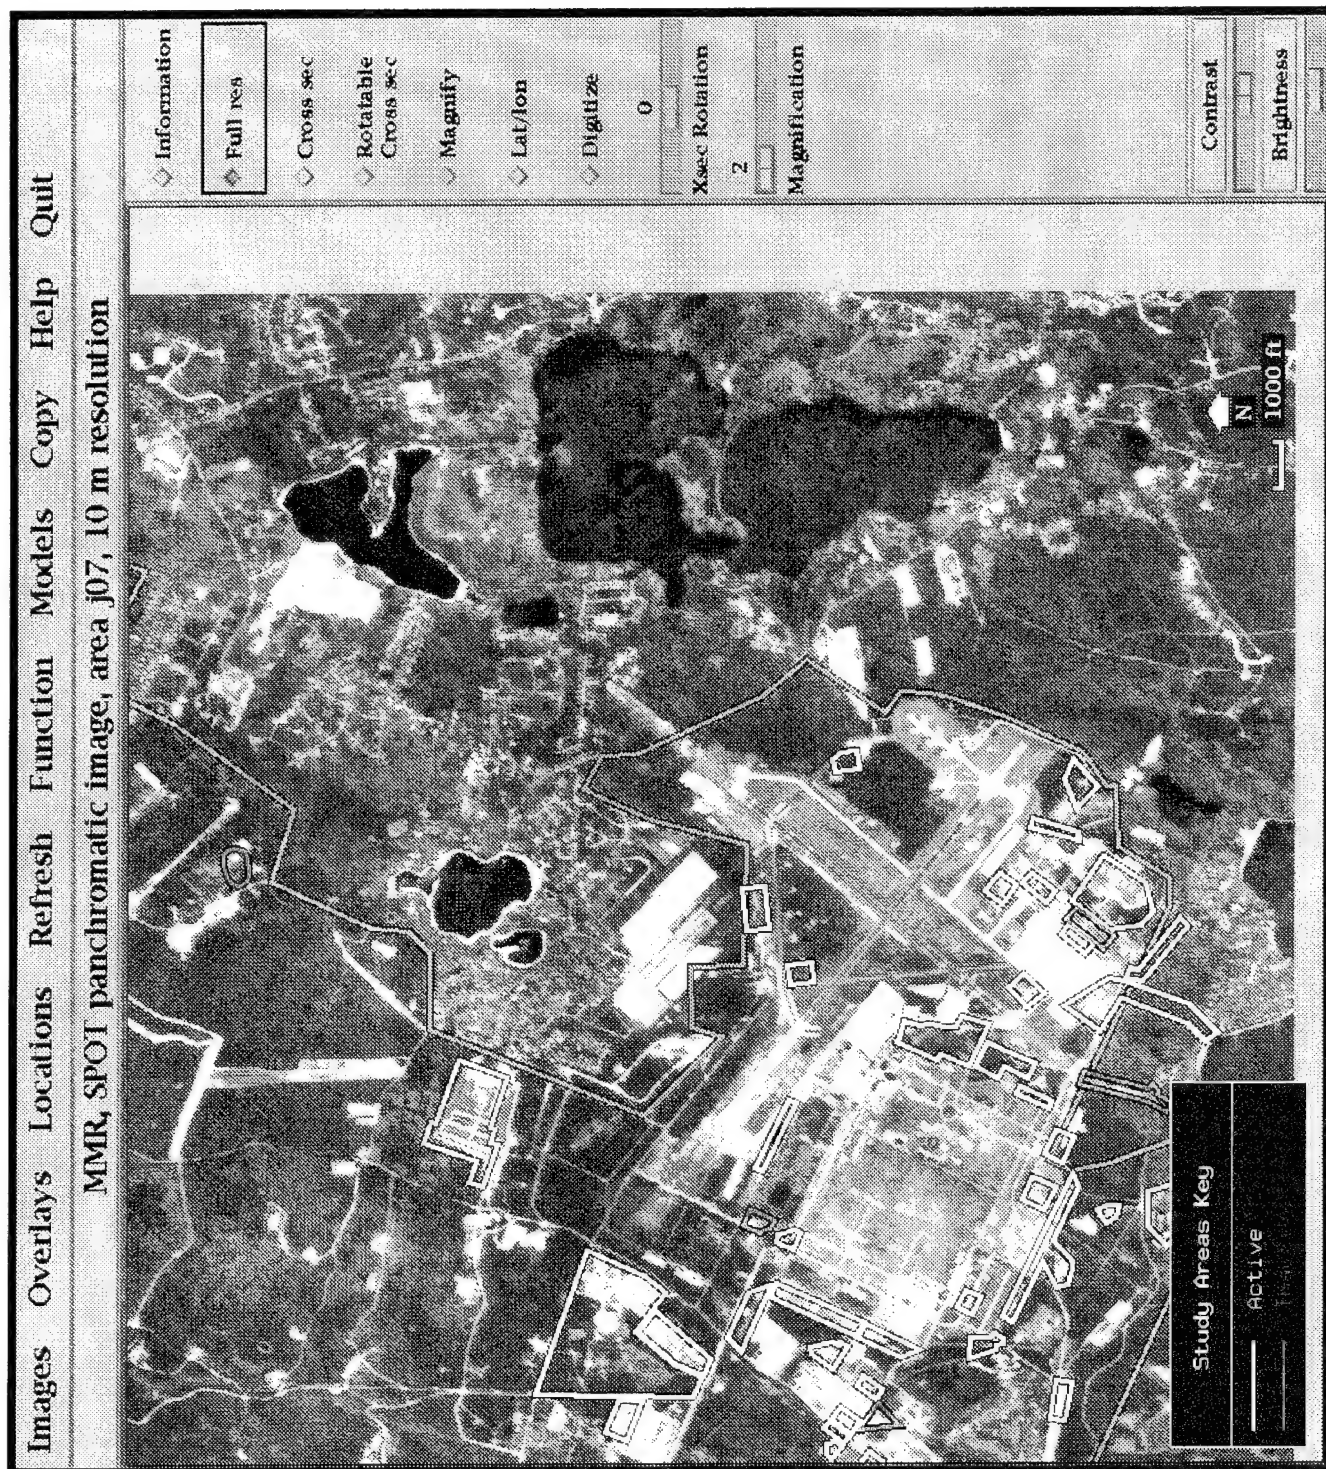 Images Overlays Locations Refresh Function Models Copy Help Quit
MMR, SPOT panchromatic image, area j07, 10 m resolution
Information
Full res
Cross sec
Rotatable
Cross sec
Magnify
Lat/lon
Digitize
0
Xsec Rotation
2
Magnification
Contrast
Brightness
N
1000 ft
Study Areas Key
Active